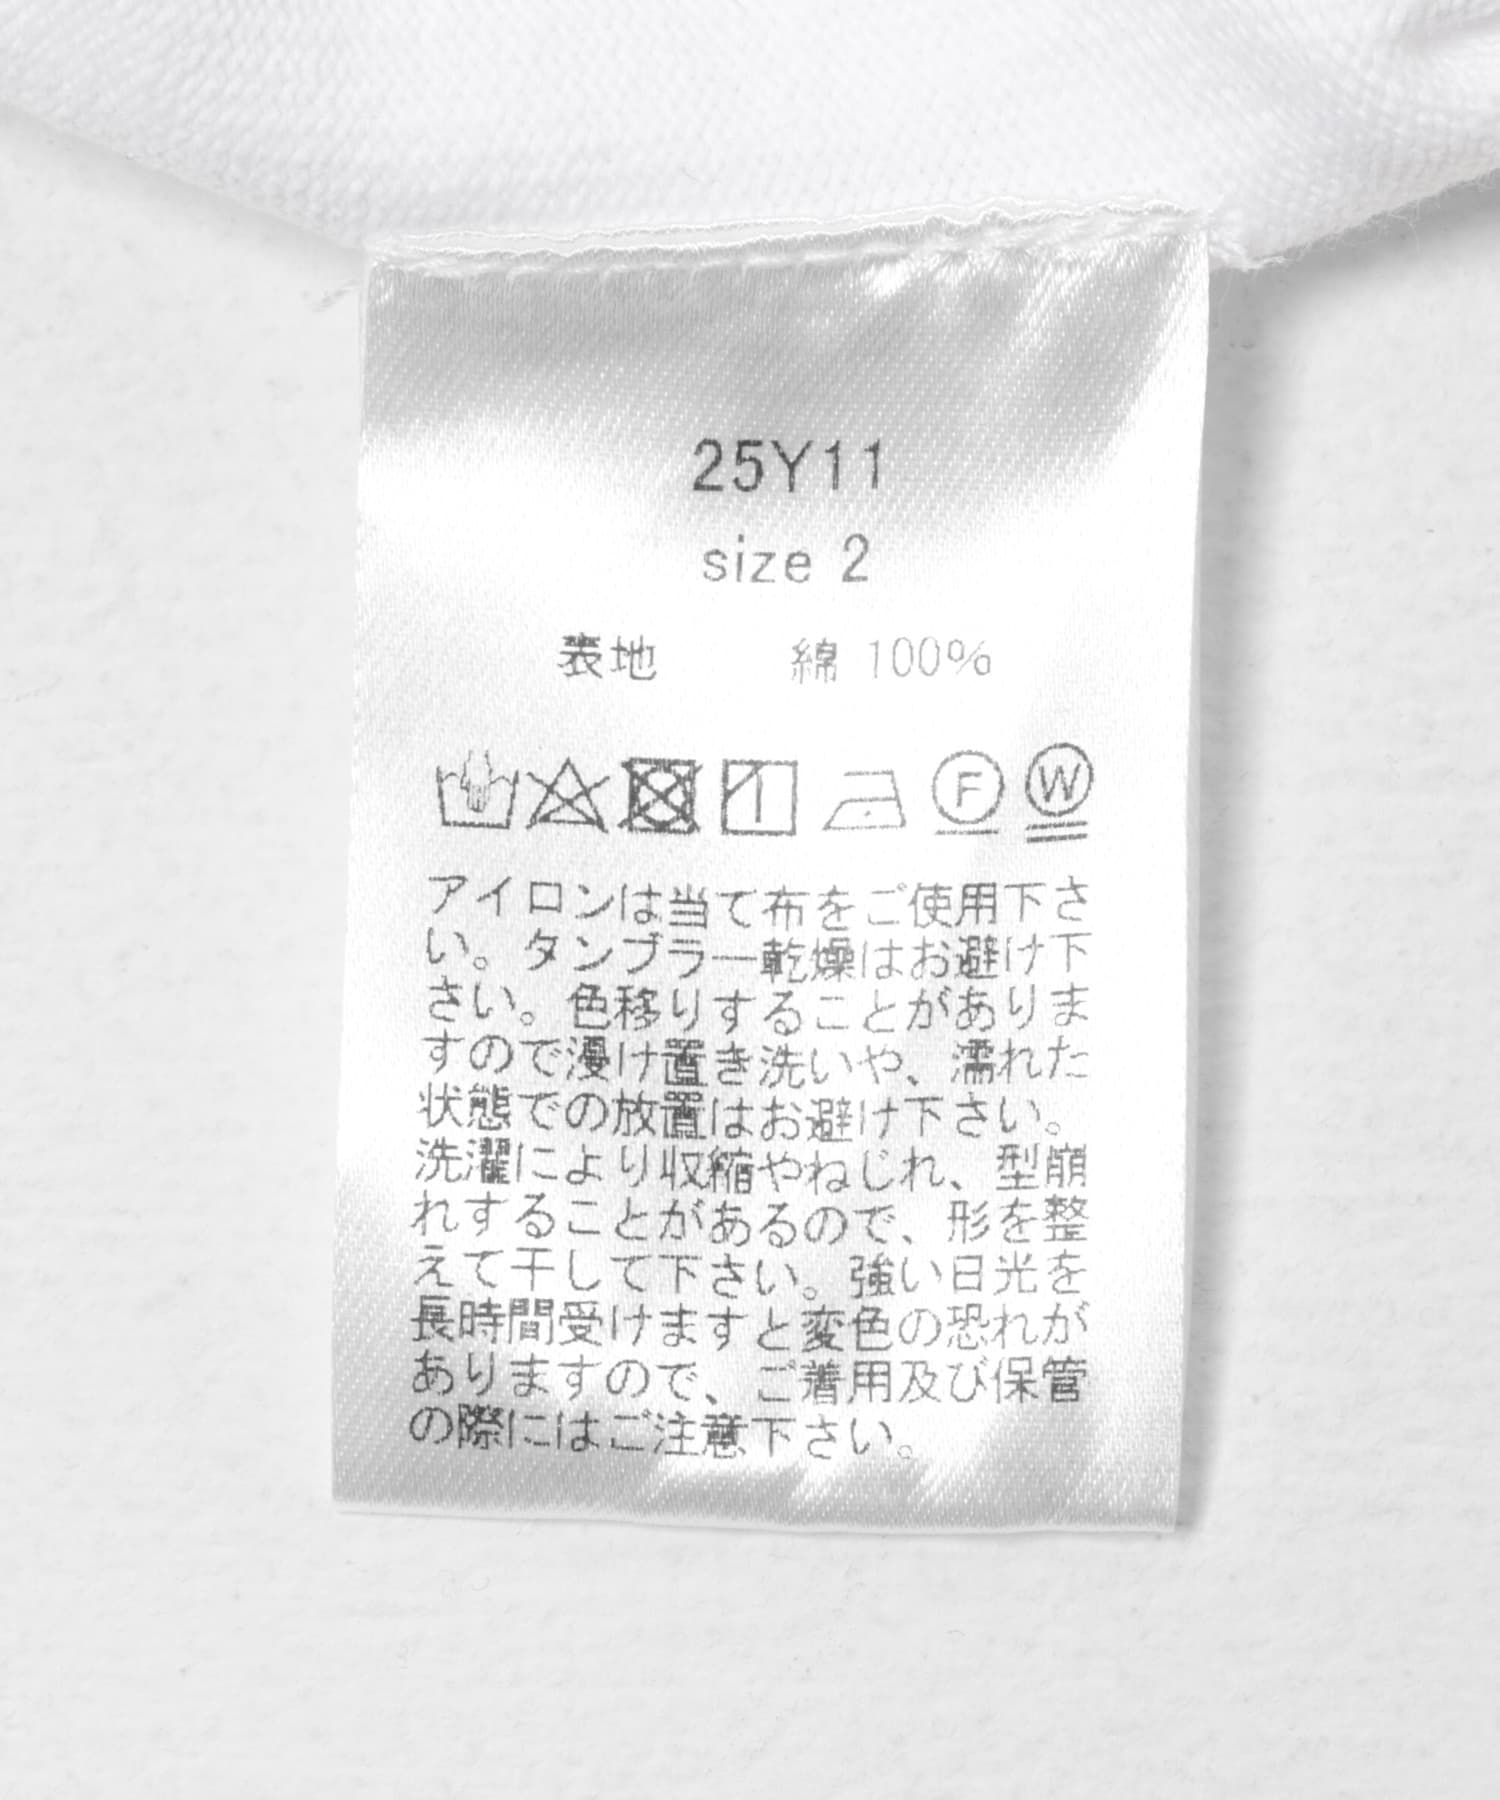 25Y11
size 2
表地 綿 100%
F W
アイロンは当て布をご使用下さ
い。タンブラー乾燥はお避け下
さい。色移りすることがありま
すので浸け置き洗いや、濡れた
状態での放置はお避け下さい。
洗濯により収縮やねじれ、型崩
れすることがあるので、形を整
えて干して下さい。強い日光を
長時間受けますと変色の恐れが
ありますので、ご着用及び保管
の際にはご注意下さい。